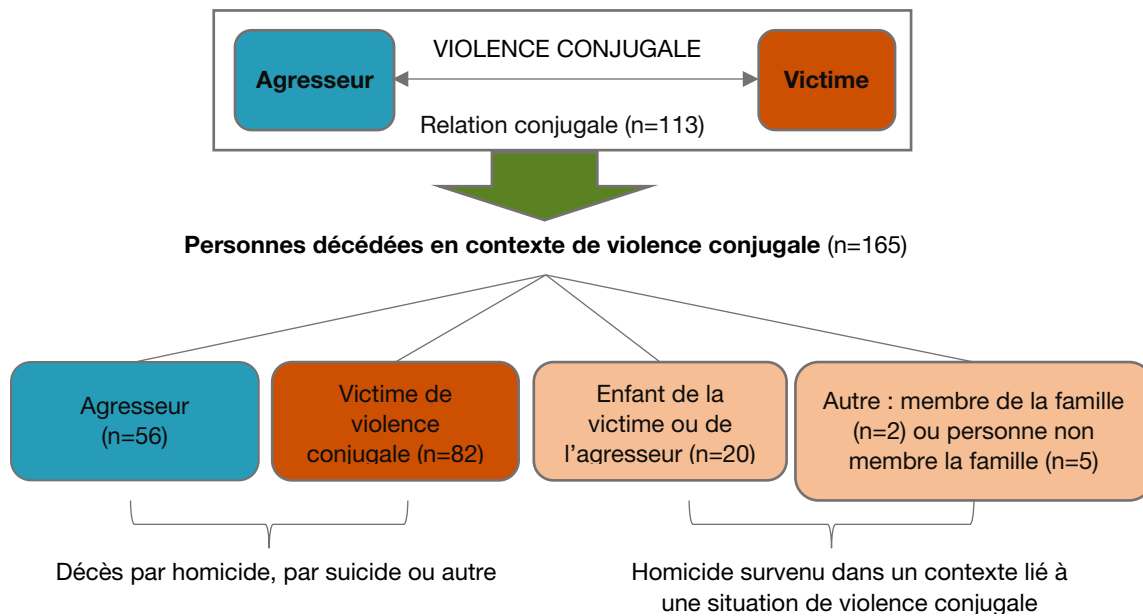 VIOLENCE CONJUGALE
Agresseur
Victime
Relation conjugale (n=113)
Personnes décédées en contexte de violence conjugale (n=165)
Agresseur
(n=56)
Victime de
violence
conjugale (n=82)
Enfant de la
victime ou de
l’agresseur (n=20)
Autre : membre de la famille
(n=2) ou personne non
membre la famille (n=5)
Décès par homicide, par suicide ou autre
Homicide survenu dans un contexte lié à
une situation de violence conjugale